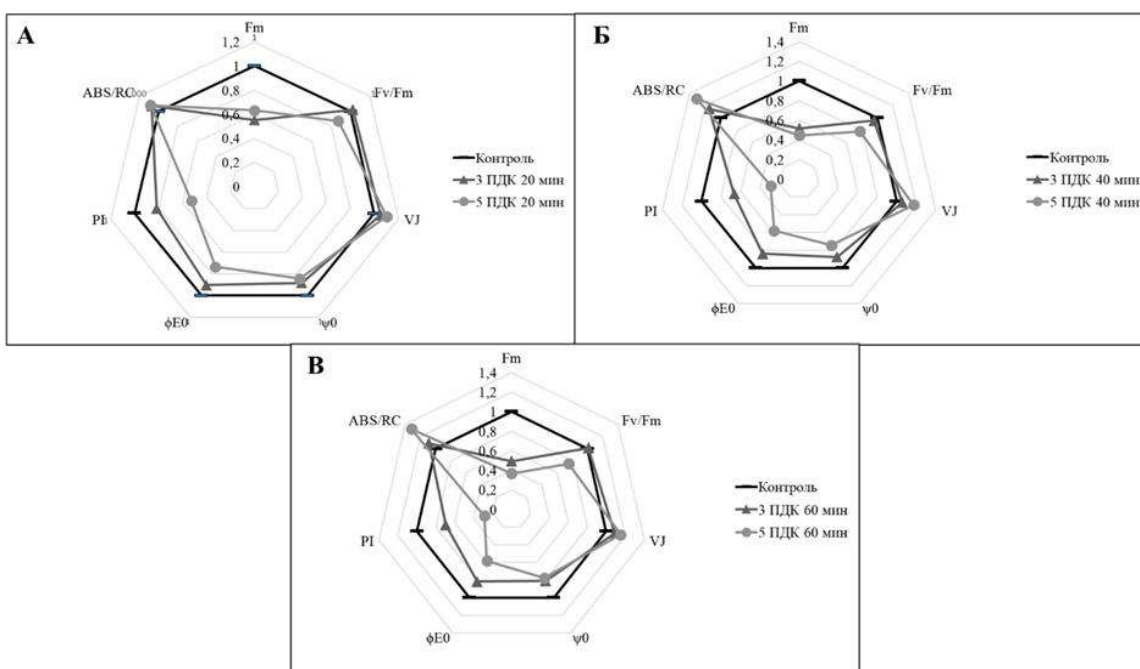 А
Fm
1
1,2
1
0,8
0,6
0,4
0,2
0
ABS/RC
Fv/Fm
PI
VJ
ϕE0
ψ0
Контроль
3 ПДК 20 мин
5 ПДК 20 мин
Б
Fm
1,4
1,2
1
0,8
0,6
0,4
0,2
0
ABS/RC
Fv/Fm
PI
VJ
ϕE0
ψ0
Контроль
3 ПДК 40 мин
5 ПДК 40 мин
В
Fm
1,4
1,2
1
0,8
0,6
0,4
0,2
0
ABS/RC
Fv/Fm
PI
VJ
ϕE0
ψ0
Контроль
3 ПДК 60 мин
5 ПДК 60 мин